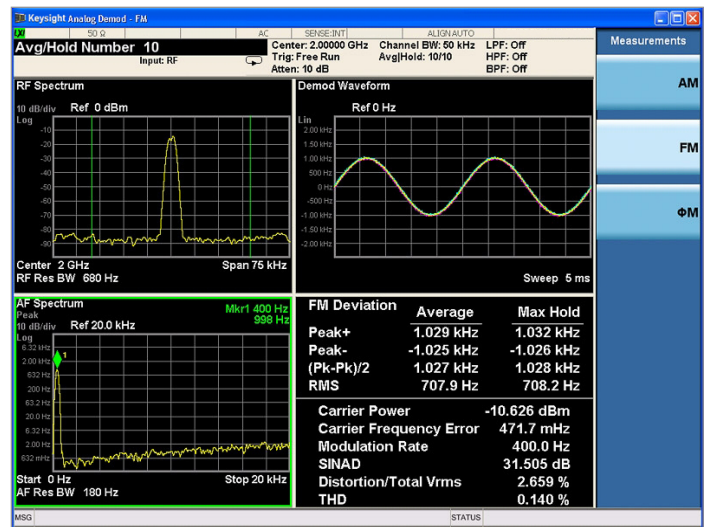 Keysight Analog Demod - FM
50 Ω AC SENSE:INT ALIGN AUTO
Avg/Hold Number 10
Input: RF
Center: 2.00000 GHz Channel BW: 50 kHz LPF: Off
Trig: Free Run Avg|Hold: 10/10 HPF: Off
Atten: 10 dB BPF: Off
Measurements
AM
FM
ΦM
RF Spectrum
10 dB/div Ref 0 dBm
Log
-10
-20
-30
-40
-50
-60
-70
-80
-90
Center 2 GHz Span 75 kHz
RF Res BW 680 Hz
Demod Waveform
Ref 0 Hz
Lin
2.00 kHz
1.50 kHz
1.00 kHz
500 Hz
0 Hz
-500 Hz
-1.00 kHz
-1.50 kHz
-2.00 kHz
Sweep 5 ms
AF Spectrum
Peak
Mkr1 400 Hz
998 Hz
10 dB/div Ref 20.0 kHz
Log
6.32 kHz
2.00 kHz
632 Hz
200 Hz
63.2 Hz
20.0 Hz
6.32 Hz
2.00 Hz
632 mHz
1
Start 0 Hz Stop 20 kHz
AF Res BW 180 Hz
FM Deviation Average Max Hold
Peak+ 1.029 kHz 1.032 kHz
Peak- -1.025 kHz -1.026 kHz
(Pk-Pk)/2 1.027 kHz 1.028 kHz
RMS 707.9 Hz 708.2 Hz
Carrier Power -10.626 dBm
Carrier Frequency Error 471.7 mHz
Modulation Rate 400.0 Hz
SINAD 31.505 dB
Distortion/Total Vrms 2.659 %
THD 0.140 %
MSG STATUS